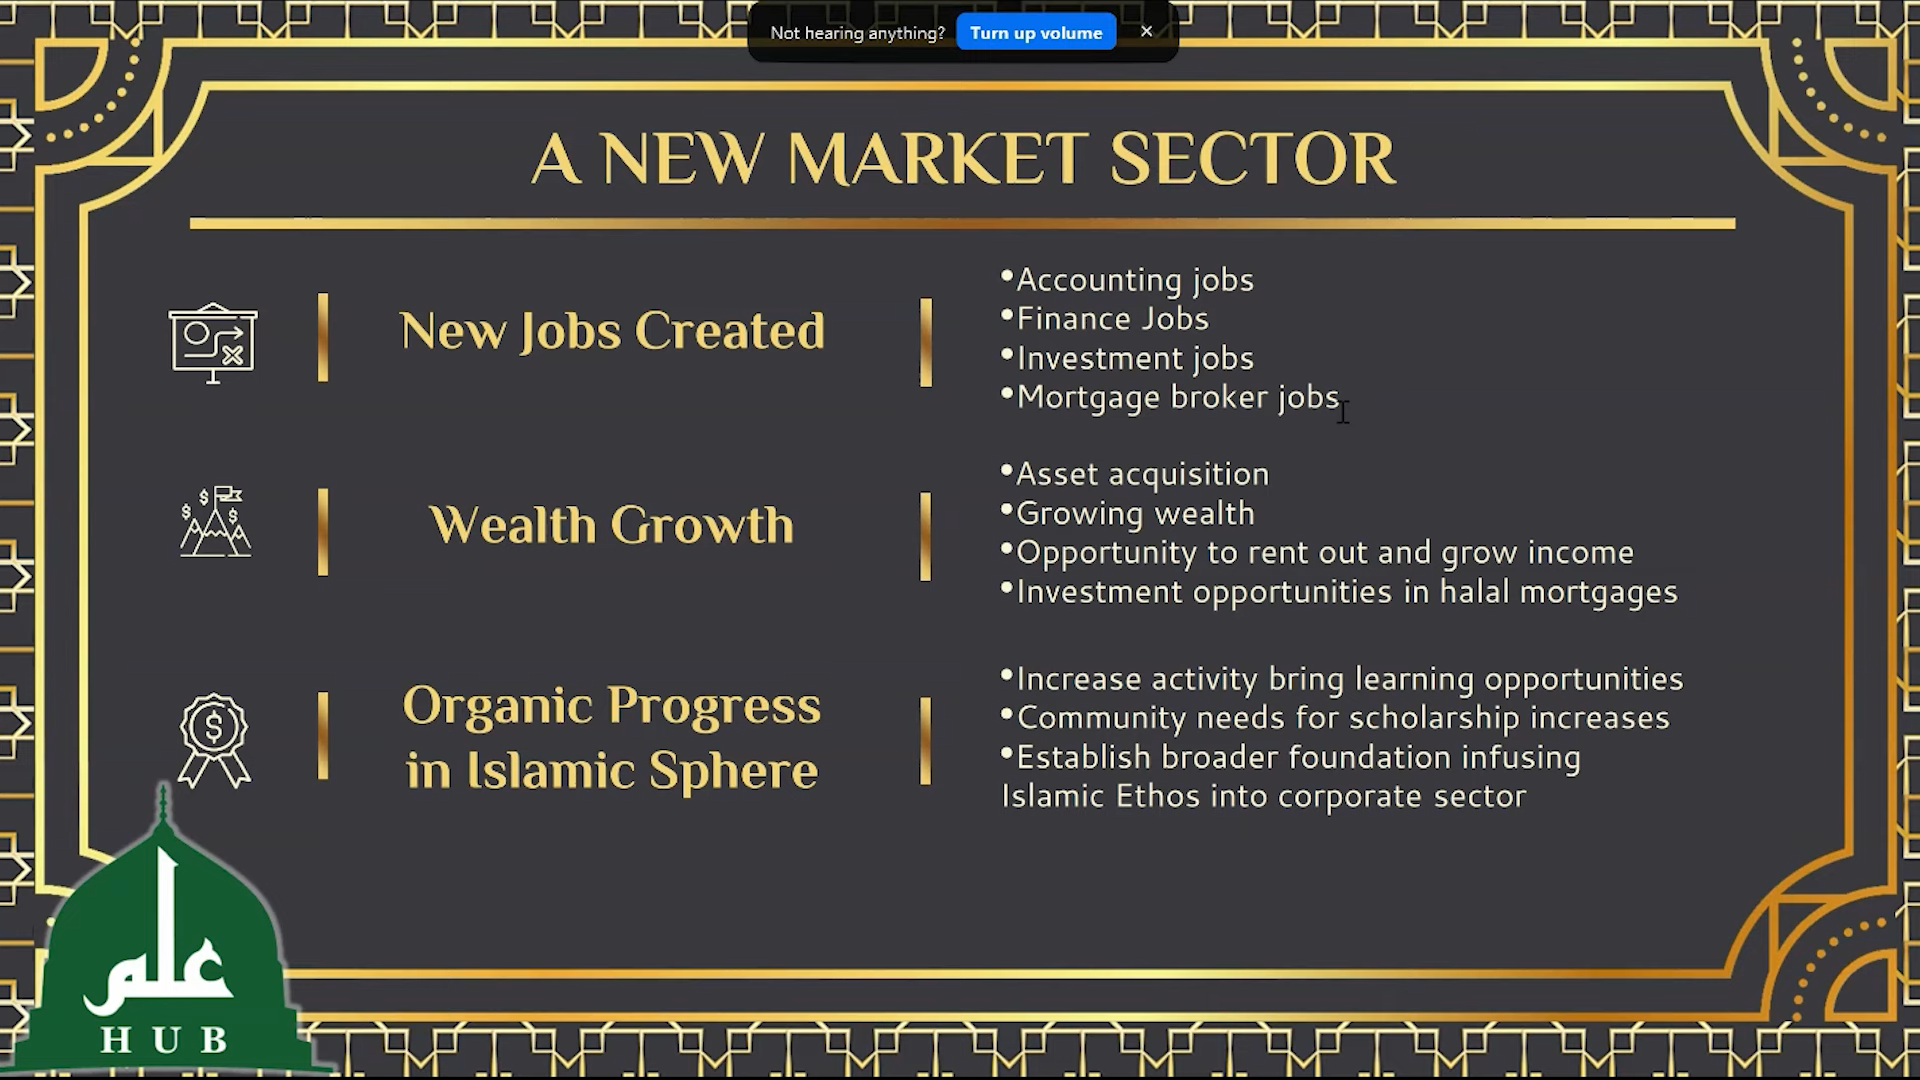 Not hearing anything? Turn up volume ×
A NEW MARKET SECTOR
New Jobs Created
•Accounting jobs
•Finance Jobs
•Investment jobs
•Mortgage broker jobs
Wealth Growth
•Asset acquisition
•Growing wealth
•Opportunity to rent out and grow income
•Investment opportunities in halal mortgages
Organic Progress
in Islamic Sphere
•Increase activity bring learning opportunities
•Community needs for scholarship increases
•Establish broader foundation infusing
Islamic Ethos into corporate sector
علم
HUB